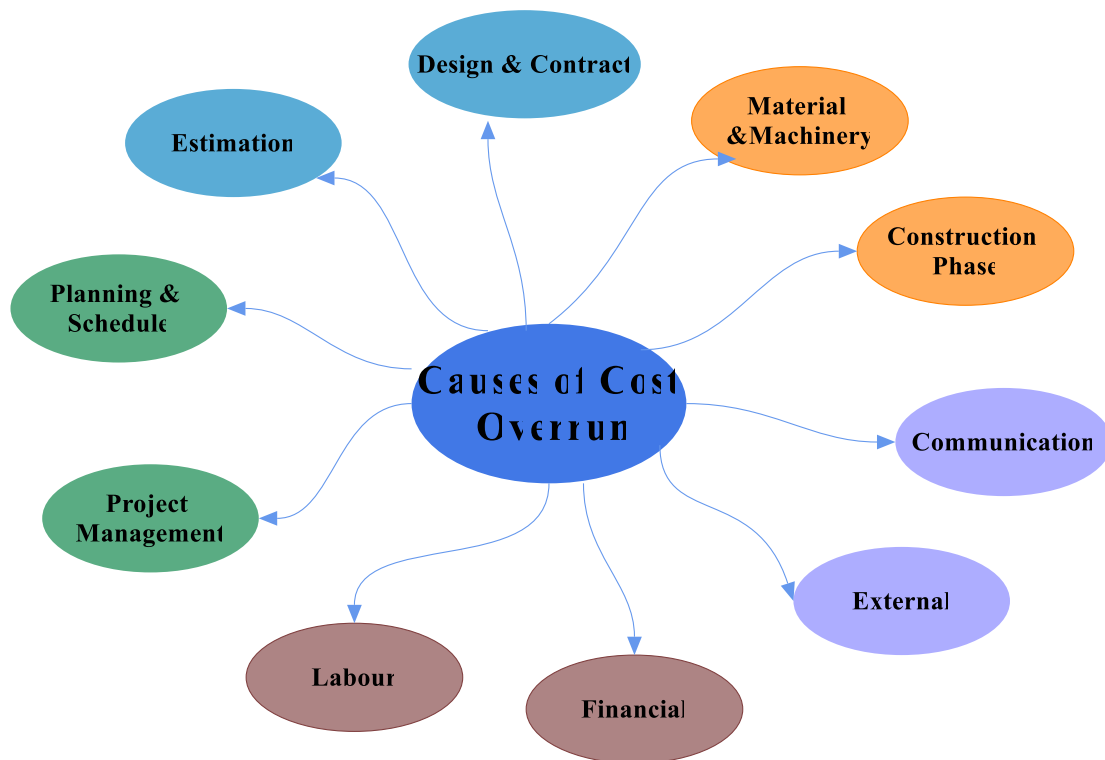 Design & Contract
Material
&Machinery
Estimation
Construction
Phase
Planning &
Schedule
Causes of Cost
Overrun
Communication
Project
Management
External
Labour
Financial